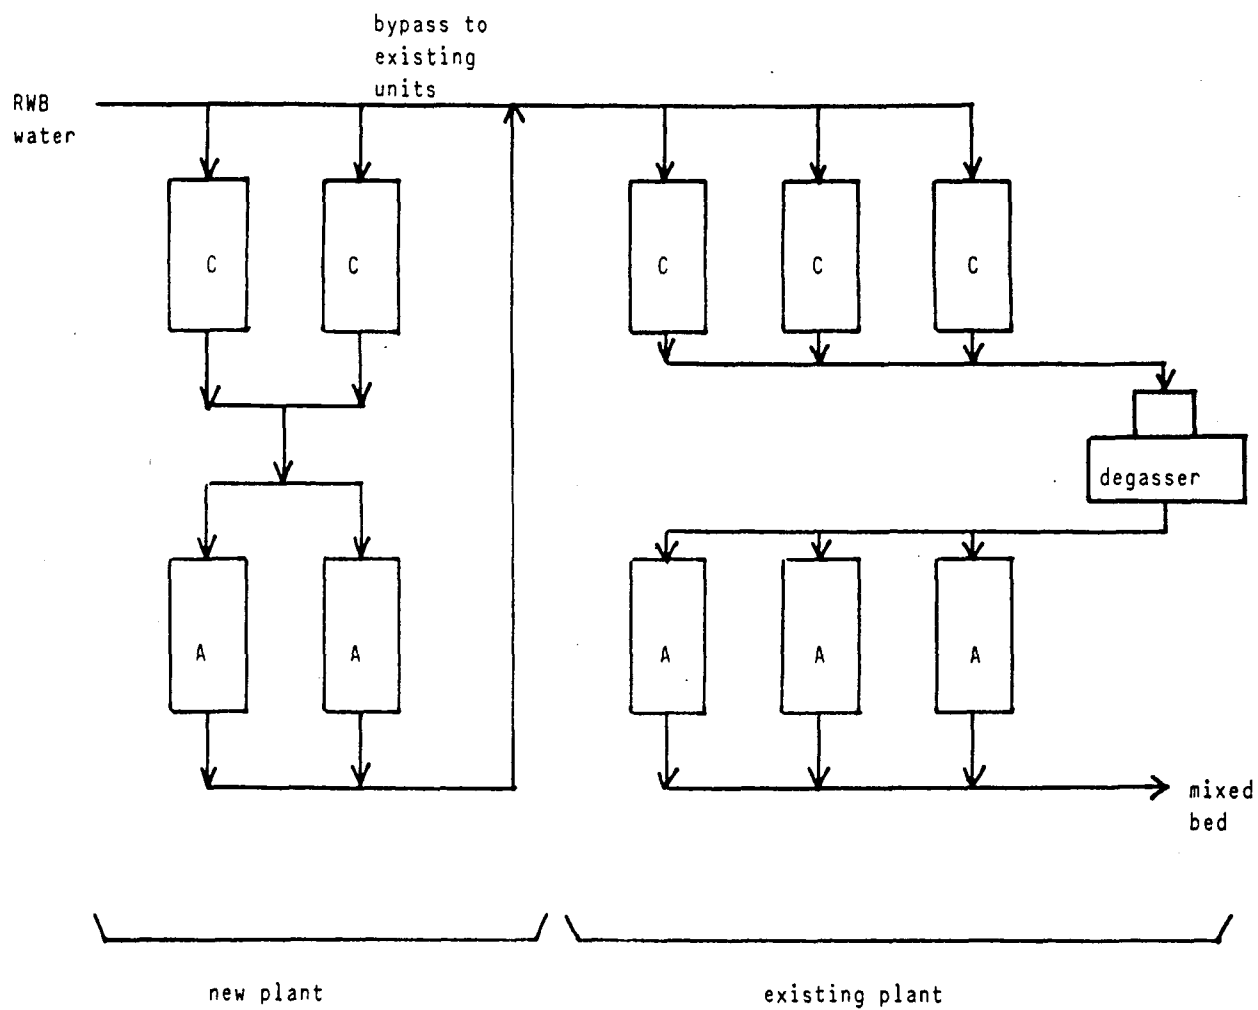 bypass to
existing
units
RWB
water
C
C
C
C
C
degasser
A
A
A
A
A
mixed
bed
new plant
existing plant